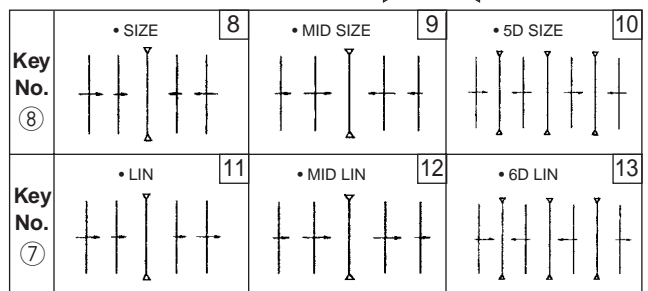 • SIZE 8 • MID SIZE 9 • 5D SIZE 10
Key
No.
⑧
• LIN 11 • MID LIN 12 • 6D LIN 13
Key
No.
⑦